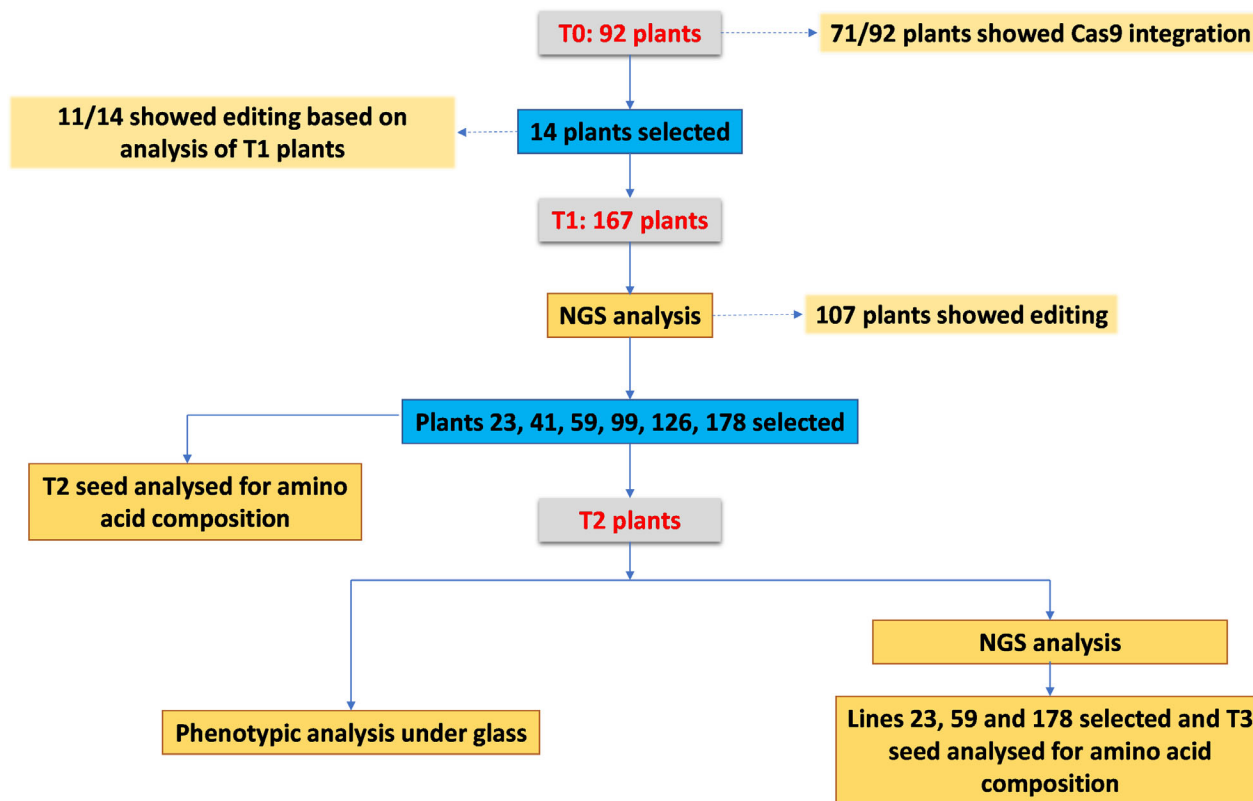 T0: 92 plants
71/92 plants showed Cas9 integration
11/14 showed editing based on
analysis of T1 plants
14 plants selected
T1: 167 plants
NGS analysis
107 plants showed editing
Plants 23, 41, 59, 99, 126, 178 selected
T2 seed analysed for amino
acid composition
T2 plants
NGS analysis
Phenotypic analysis under glass
Lines 23, 59 and 178 selected and T3
seed analysed for amino acid
composition